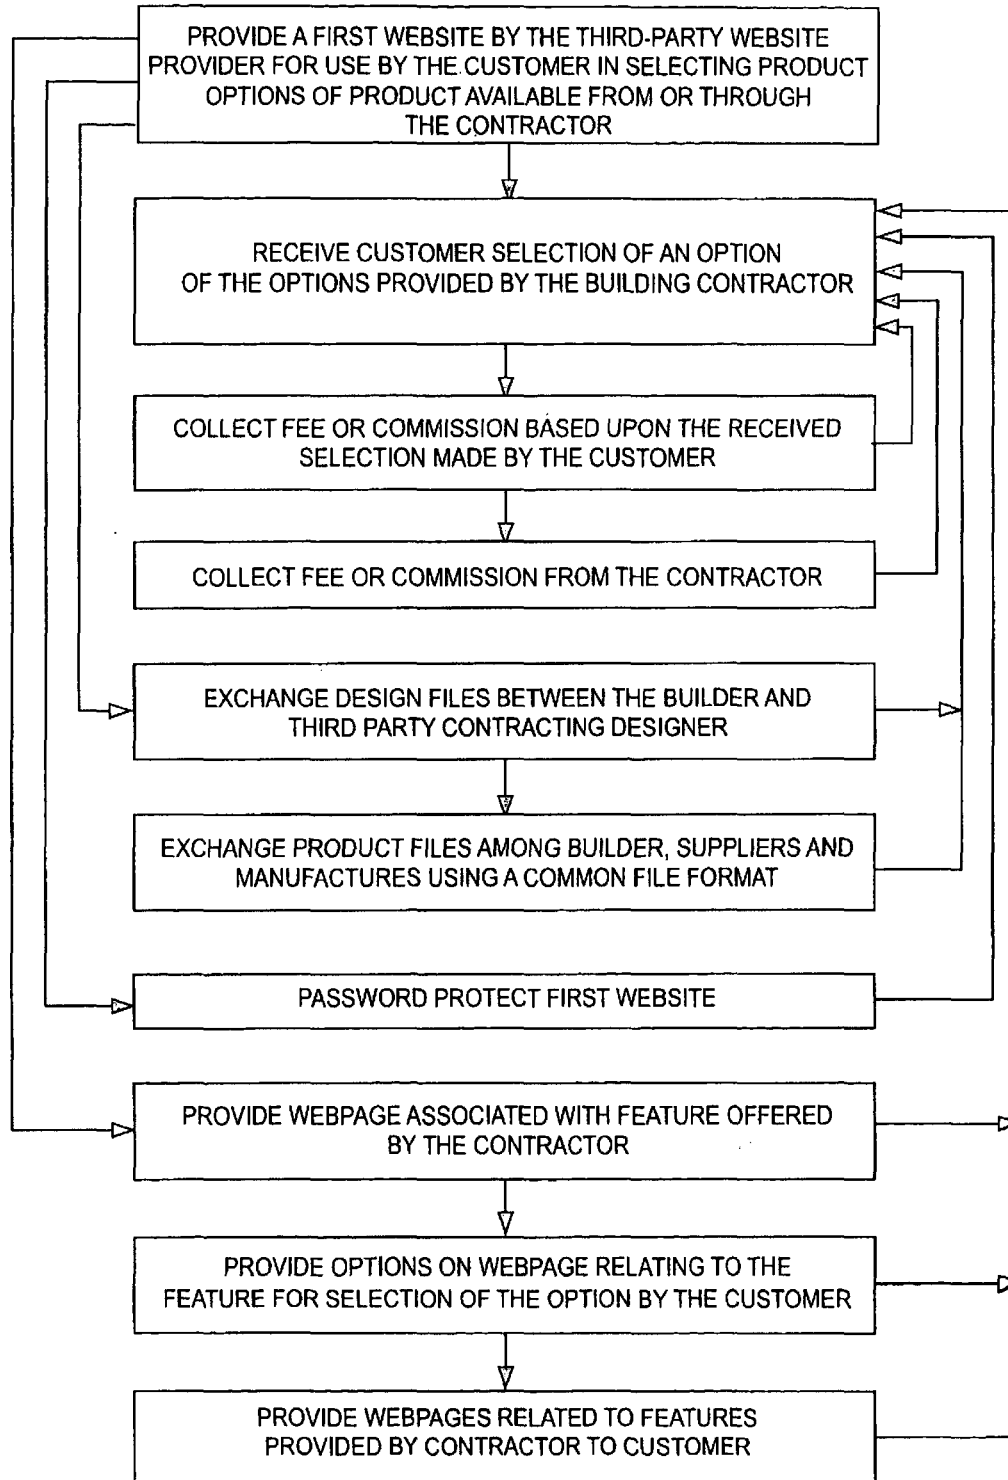 PROVIDE A FIRST WEBSITE BY THE THIRD-PARTY WEBSITE
PROVIDER FOR USE BY THE CUSTOMER IN SELECTING PRODUCT
OPTIONS OF PRODUCT AVAILABLE FROM OR THROUGH
THE CONTRACTOR
RECEIVE CUSTOMER SELECTION OF AN OPTION
OF THE OPTIONS PROVIDED BY THE BUILDING CONTRACTOR
COLLECT FEE OR COMMISSION BASED UPON THE RECEIVED
SELECTION MADE BY THE CUSTOMER
COLLECT FEE OR COMMISSION FROM THE CONTRACTOR
EXCHANGE DESIGN FILES BETWEEN THE BUILDER AND
THIRD PARTY CONTRACTING DESIGNER
EXCHANGE PRODUCT FILES AMONG BUILDER, SUPPLIERS AND
MANUFACTURES USING A COMMON FILE FORMAT
PASSWORD PROTECT FIRST WEBSITE
PROVIDE WEBPAGE ASSOCIATED WITH FEATURE OFFERED
BY THE CONTRACTOR
PROVIDE OPTIONS ON WEBPAGE RELATING TO THE
FEATURE FOR SELECTION OF THE OPTION BY THE CUSTOMER
PROVIDE WEBPAGES RELATED TO FEATURES
PROVIDED BY CONTRACTOR TO CUSTOMER